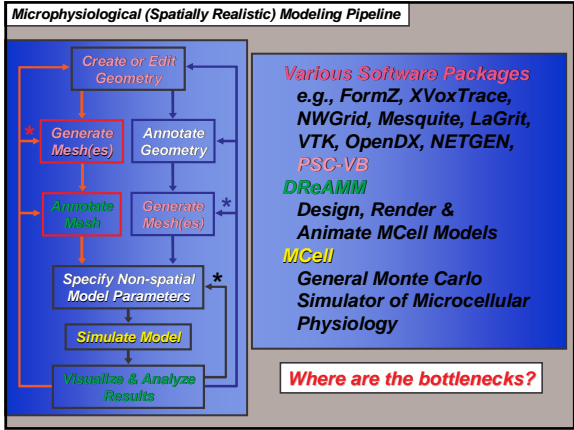 Microphysiological (Spatially Realistic) Modeling Pipeline
Create or Edit
Geometry
*
Generate
Mesh(es)
Annotate
Geometry
Annotate
Mesh
Generate
Mesh(es)
*
Specify Non-spatial
Model Parameters
*
Simulate Model
Visualize & Analyze
Results
Various Software Packages
e.g., FormZ, XVoxTrace,
NWGrid, Mesquite, LaGrit,
VTK, OpenDX, NETGEN,
PSC-VB
DReAMM
Design, Render &
Animate MCell Models
MCell
General Monte Carlo
Simulator of Microcellular
Physiology
Where are the bottlenecks?